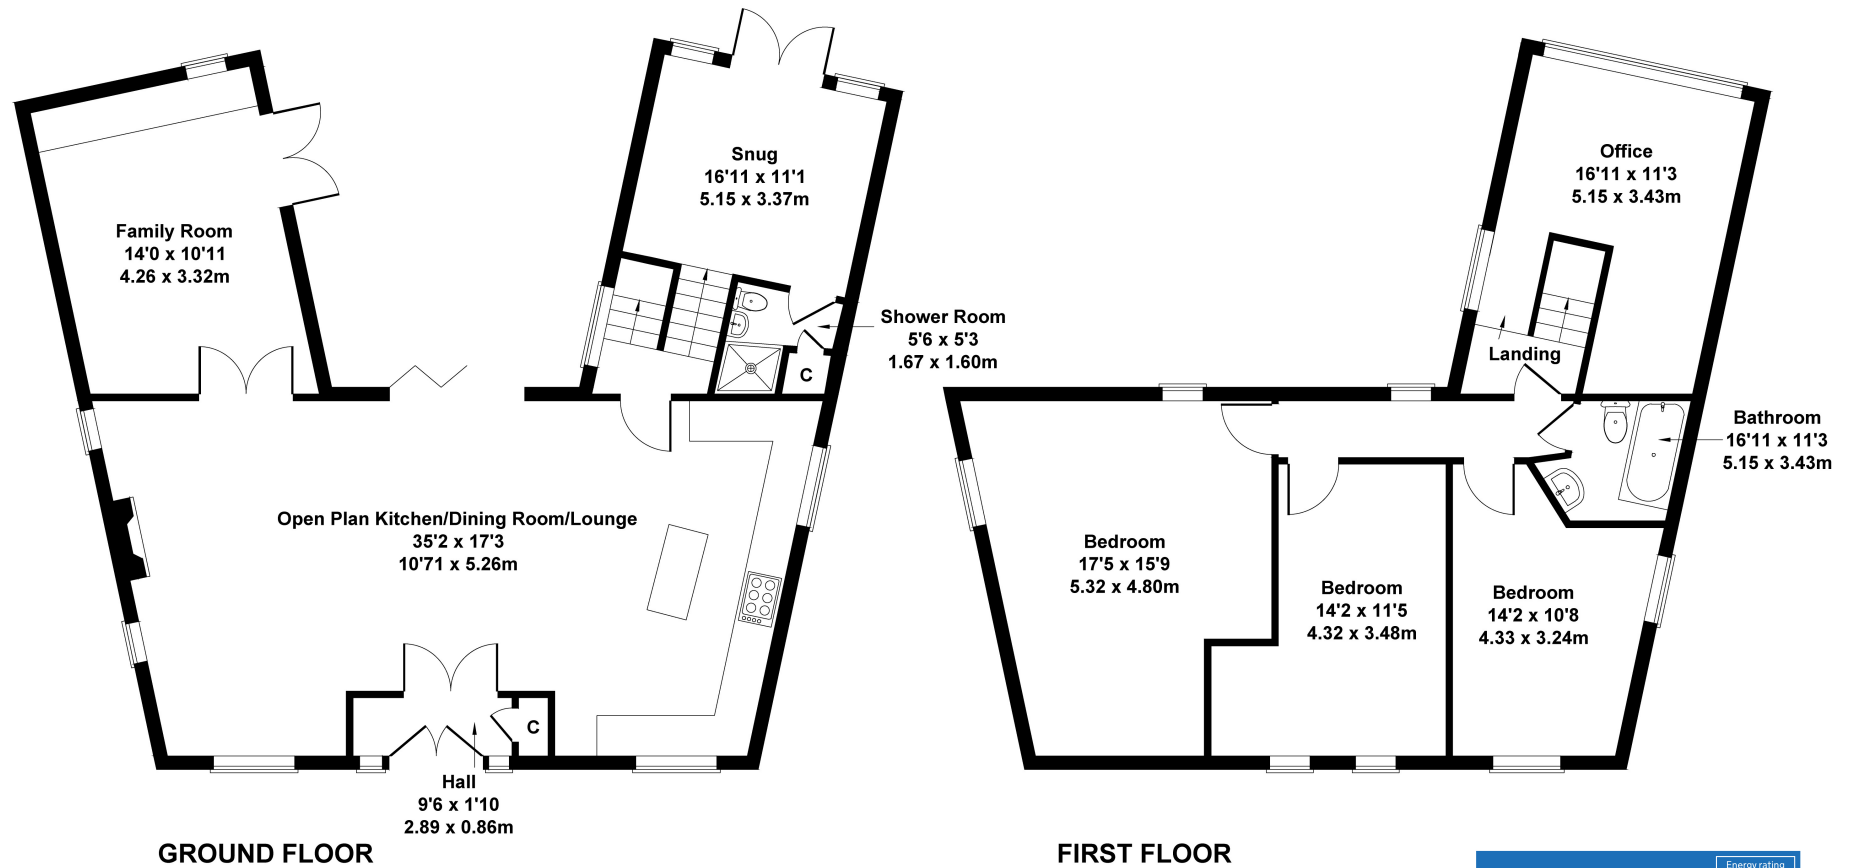 Family Room
14'0 x 10'11
4.26 x 3.32m
Snug
16'11 x 11'1
5.15 x 3.37m
Shower Room
5'6 x 5'3
1.67 x 1.60m
C
Open Plan Kitchen/Dining Room/Lounge
35'2 x 17'3
10'71 x 5.26m
C
Hall
9'6 x 1'10
2.89 x 0.86m
GROUND FLOOR
Office
16'11 x 11'3
5.15 x 3.43m
Landing
Bathroom
16'11 x 11'3
5.15 x 3.43m
Bedroom
17'5 x 15'9
5.32 x 4.80m
Bedroom
14'2 x 11'5
4.32 x 3.48m
Bedroom
14'2 x 10'8
4.33 x 3.24m
FIRST FLOOR
Energy rating